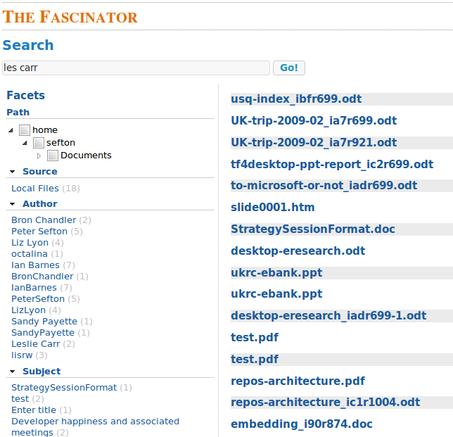 THE FASCINATOR
Search
les carr
Go!
Facets
Path
home
sefton
Documents
Source
Local Files (18)
Author
Bron Chandler (2)
Peter Sefton (5)
Liz Lyon (4)
octalina (1)
Ian Barnes (7)
BronChandler (1)
IanBarnes (7)
PeterSefton (5)
LizLyon (4)
Sandy Payette (1)
SandyPayette (1)
Leslie Carr (2)
lisrw (3)
Subject
StrategySessionFormat (1)
test (2)
Enter title (1)
Developer happiness and associated
meetings (2)
usq-index_ibfr699.odt
UK-trip-2009-02_ia7r699.odt
UK-trip-2009-02_ia7r921.odt
tf4desktop-ppt-report_ic2r699.odt
to-microsoft-or-not_iadr699.odt
slide0001.htm
StrategySessionFormat.doc
desktop-eresearch.odt
ukrc-ebank.ppt
ukrc-ebank.ppt
desktop-eresearch_iadr699-1.odt
test.pdf
test.pdf
repos-architecture.pdf
repos-architecture_ic1r1004.odt
embedding_i90r874.doc